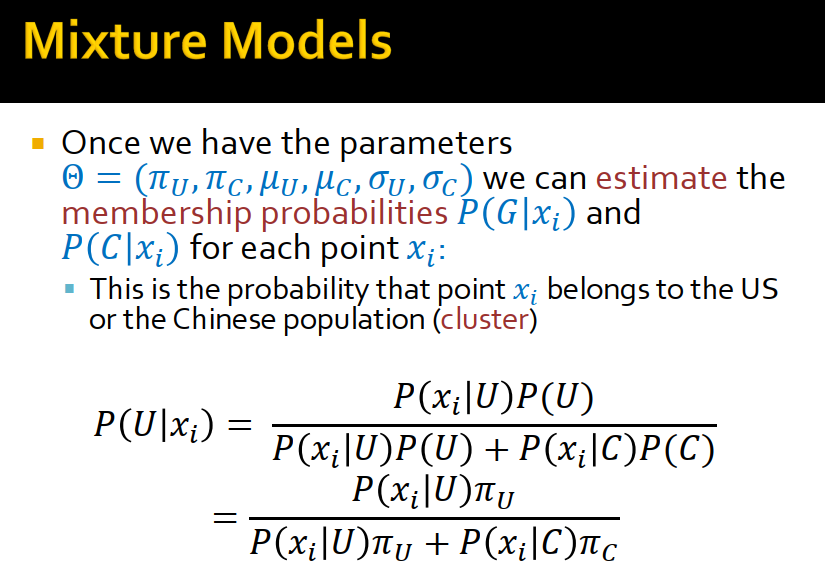 Mixture Models
Once we have the parameters
Θ = (π_U, π_C, μ_U, μ_C, σ_U, σ_C) we can estimate the
membership probabilities P(G|x_i) and
P(C|x_i) for each point x_i:
This is the probability that point x_i belongs to the US
or the Chinese population (cluster)
P(x_i|U)P(U)
P(U|x_i) =
P(x_i|U)P(U) + P(x_i|C)P(C)
P(x_i|U)π_U
=
P(x_i|U)π_U + P(x_i|C)π_C